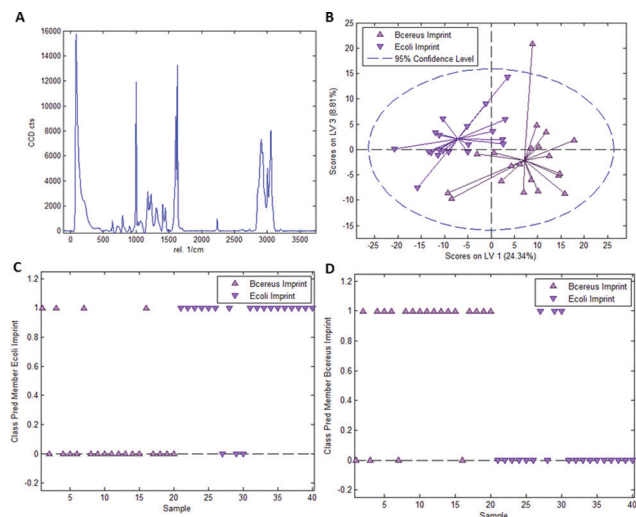 A
16000
14000
12000
10000
8000
6000
4000
2000
0
CCD cts
0 500 1000 1500 2000 2500 3000 3500
rel. 1/cm
B
25
20
15
10
5
0
-5
-10
-15
Scores on LV 3 (8.81%)
Bcereus Imprint
Ecoli Imprint
95% Confidence Level
-25 -20 -15 -10 -5 0 5 10 15 20 25
Scores on LV 1 (24.34%)
C
1.2
1
0.8
0.6
0.4
0.2
0
-0.2
Class Pred Member Ecoli Imprint
Bcereus Imprint
Ecoli Imprint
5 10 15 20 25 30 35 40
Sample
D
1.2
1
0.8
0.6
0.4
0.2
0
-0.2
Class Pred Member Bcereus Imprint
Bcereus Imprint
Ecoli Imprint
5 10 15 20 25 30 35 40
Sample